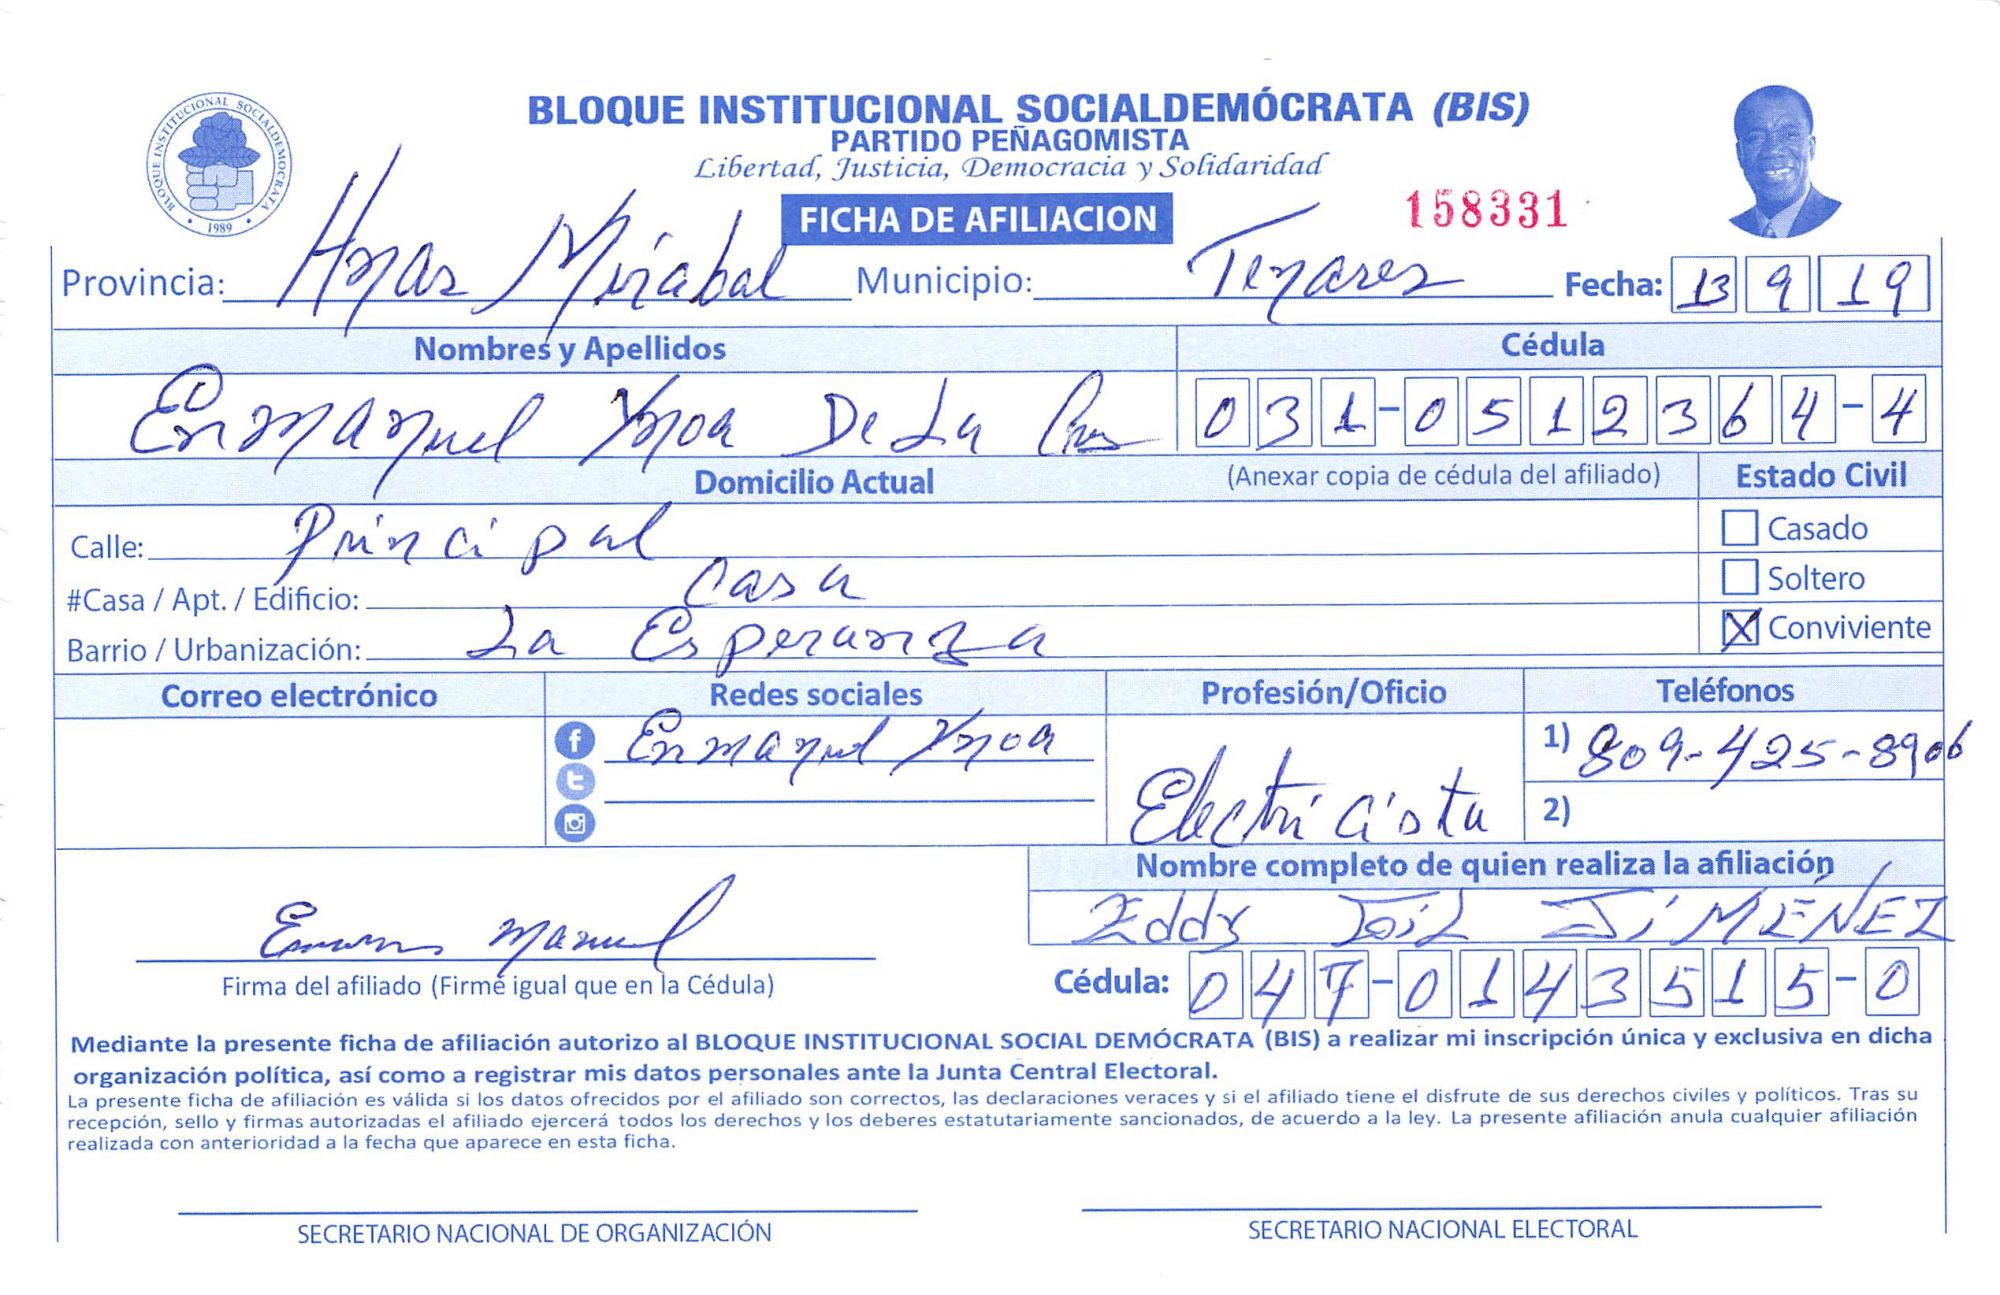 BLOQUE INSTITUCIONAL SOCIALDEMÓCRATA (BIS)
PARTIDO PEÑAGOMISTA
Libertad, Justicia, Democracia y Solidaridad
BLOQUE INSTITUCIONAL SOCIALDEMOCRATA
1989
FICHA DE AFILIACION
158331
Provincia: Hnas Mirabal Municipio: Tenares Fecha: 13 9 19
Nombres y Apellidos Cédula
Enmanuel Ynoa De La Cruz 031-0512364-4
Domicilio Actual (Anexar copia de cédula del afiliado) Estado Civil
Calle: Principal Casado
#Casa / Apt. / Edificio: Casa Soltero
Barrio / Urbanización: La Esperanza X Conviviente
Correo electrónico Redes sociales Profesión/Oficio Teléfonos
Enmanuel Ynoa Electricista 1) 809-425-8906
2)
Nombre completo de quien realiza la afiliación
Eddy JIMÉNEZ
Manuel
Firma del afiliado (Firme igual que en la Cédula) Cédula: 047-0143515-0
Mediante la presente ficha de afiliación autorizo al BLOQUE INSTITUCIONAL SOCIAL DEMÓCRATA (BIS) a realizar mi inscripción única y exclusiva en dicha
organización política, así como a registrar mis datos personales ante la Junta Central Electoral.
La presente ficha de afiliación es válida si los datos ofrecidos por el afiliado son correctos, las declaraciones veraces y si el afiliado tiene el disfrute de sus derechos civiles y políticos. Tras su
recepción, sello y firmas autorizadas el afiliado ejercerá todos los derechos y los deberes estatutariamente sancionados, de acuerdo a la ley. La presente afiliación anula cualquier afiliación
realizada con anterioridad a la fecha que aparece en esta ficha.
SECRETARIO NACIONAL DE ORGANIZACIÓN SECRETARIO NACIONAL ELECTORAL